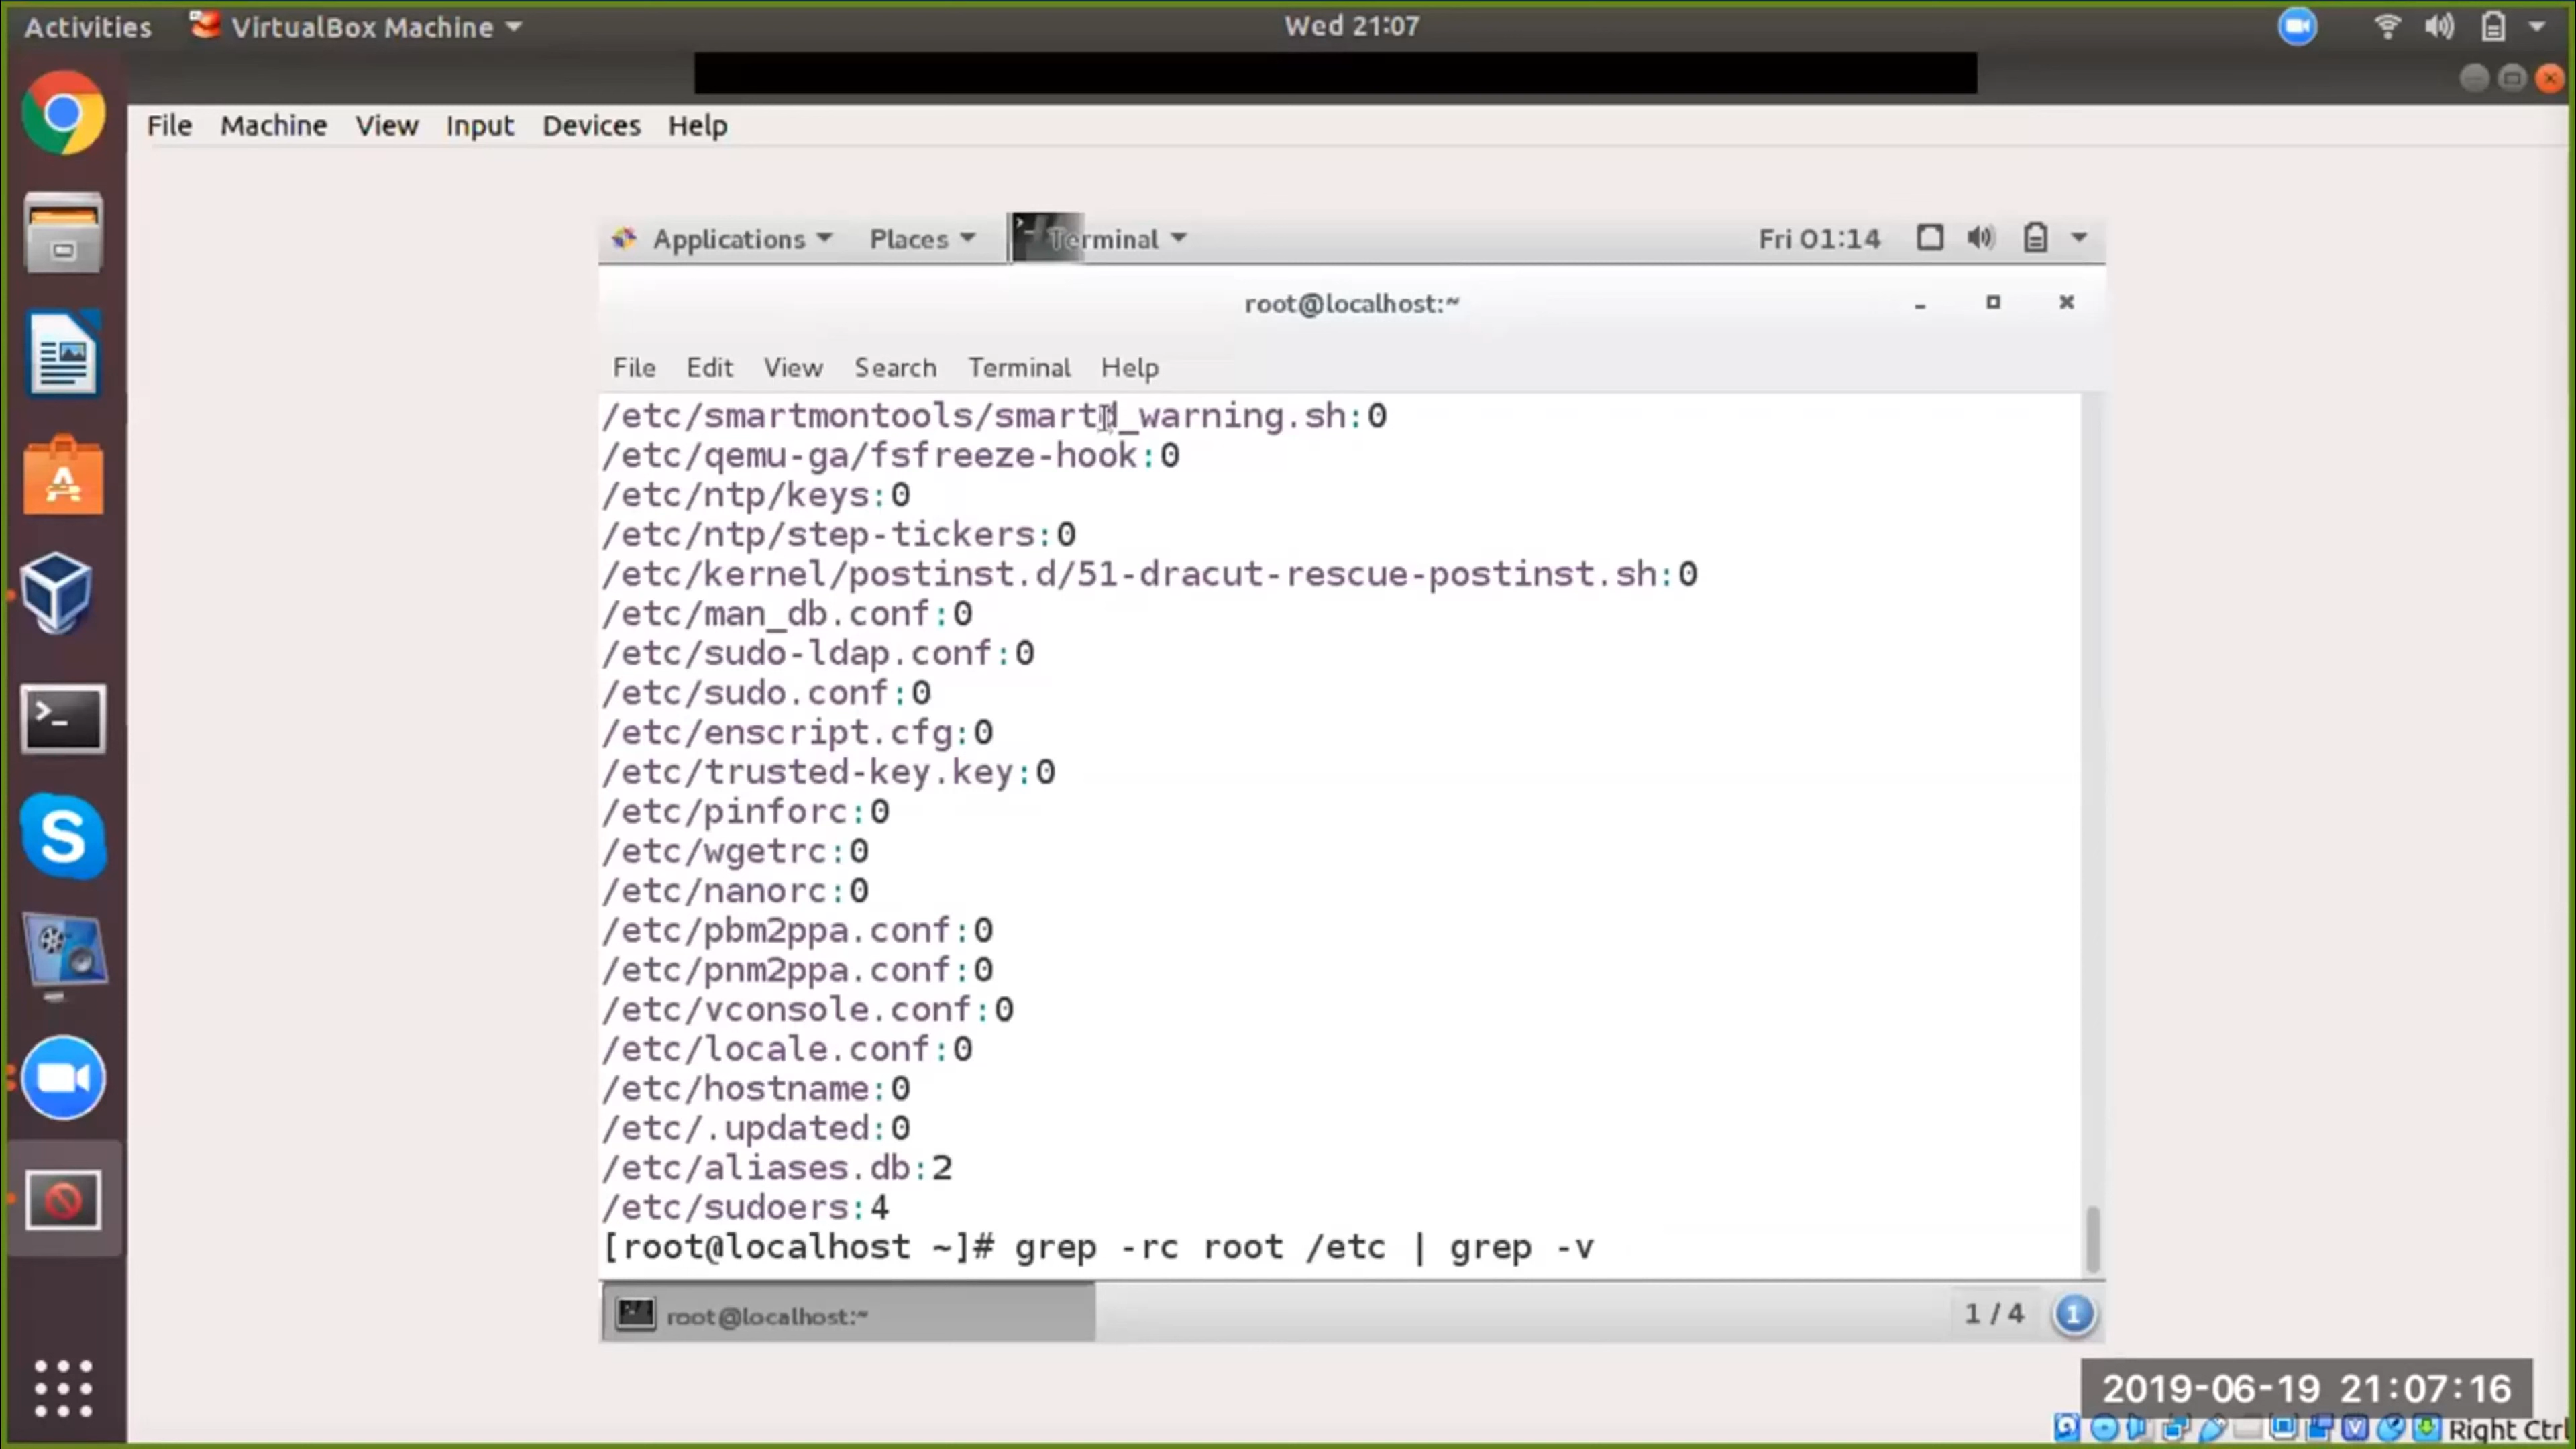 Activities VirtualBox Machine Wed 21:07
File Machine View Input Devices Help
Applications Places Terminal Fri 01:14
root@localhost:~
File Edit View Search Terminal Help
/etc/smartmontools/smartd_warning.sh:0
/etc/qemu-ga/fsfreeze-hook:0
/etc/ntp/keys:0
/etc/ntp/step-tickers:0
/etc/kernel/postinst.d/51-dracut-rescue-postinst.sh:0
/etc/man_db.conf:0
/etc/sudo-ldap.conf:0
/etc/sudo.conf:0
/etc/enscript.cfg:0
/etc/trusted-key.key:0
/etc/pinforc:0
/etc/wgetrc:0
/etc/nanorc:0
/etc/pbm2ppa.conf:0
/etc/pnm2ppa.conf:0
/etc/vconsole.conf:0
/etc/locale.conf:0
/etc/hostname:0
/etc/.updated:0
/etc/aliases.db:2
/etc/sudoers:4
[root@localhost ~]# grep -rc root /etc | grep -v
root@localhost:~ 1 / 4 1
2019-06-19 21:07:16
Right Ctrl